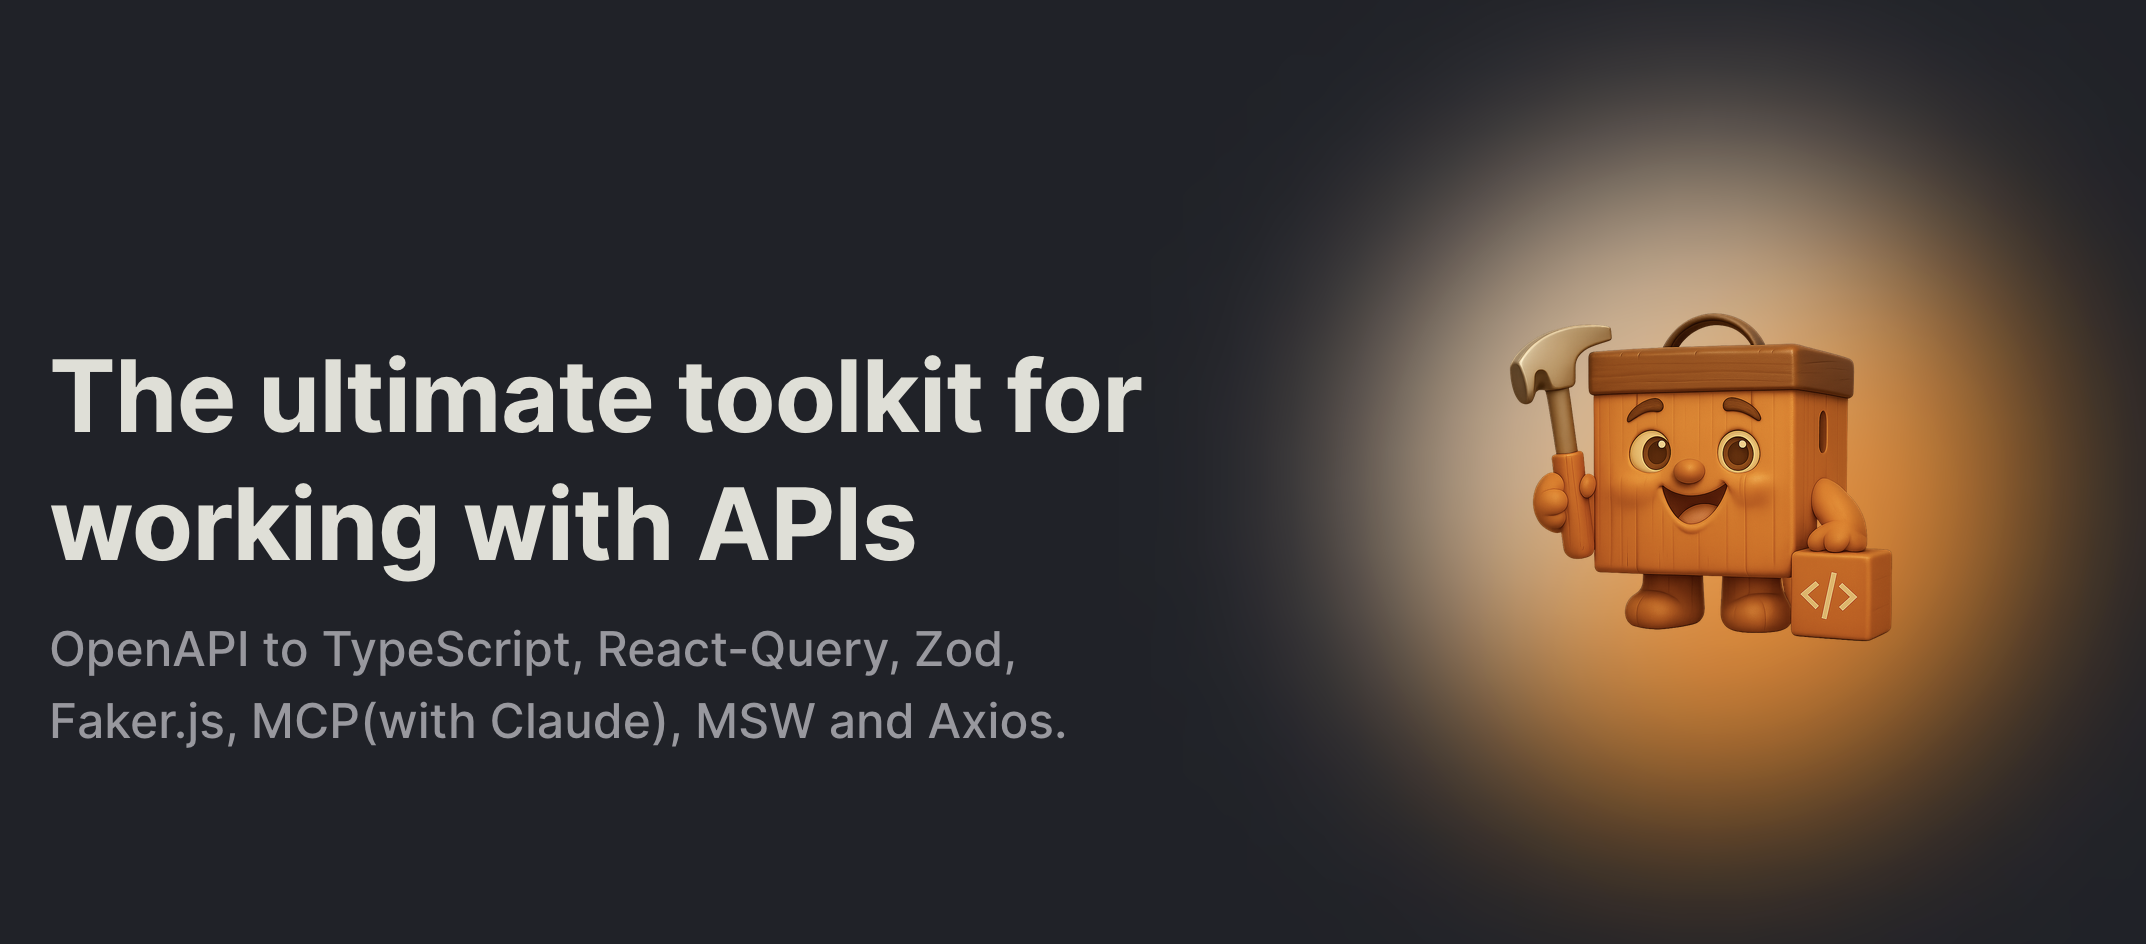 The ultimate toolkit for
working with APIs
OpenAPI to TypeScript, React-Query, Zod,
Faker.js, MCP(with Claude), MSW and Axios.
</>